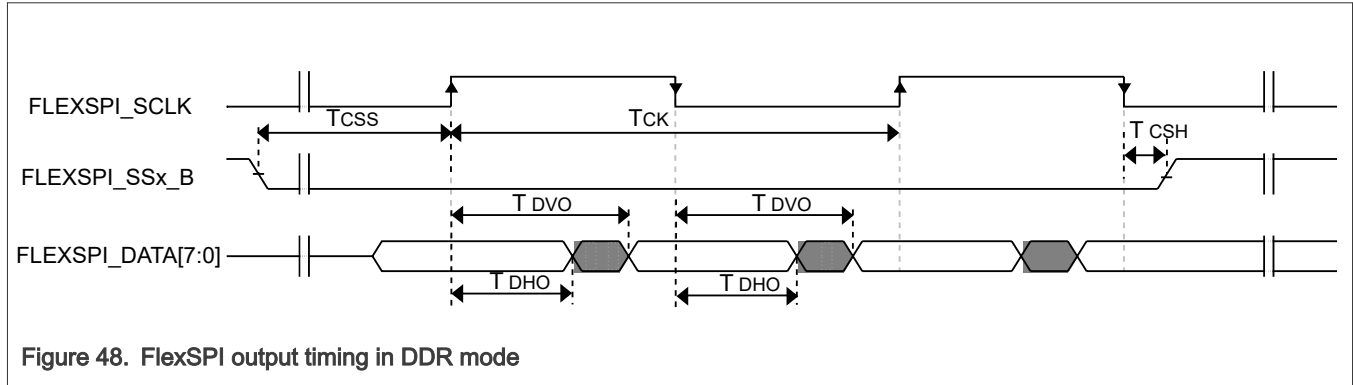 FLEXSPI_SCLK
TCSS
TCK
T CSH
FLEXSPI_SSx_B
T DVO
T DVO
FLEXSPI_DATA[7:0]
T DHO
T DHO
Figure 48. FlexSPI output timing in DDR mode